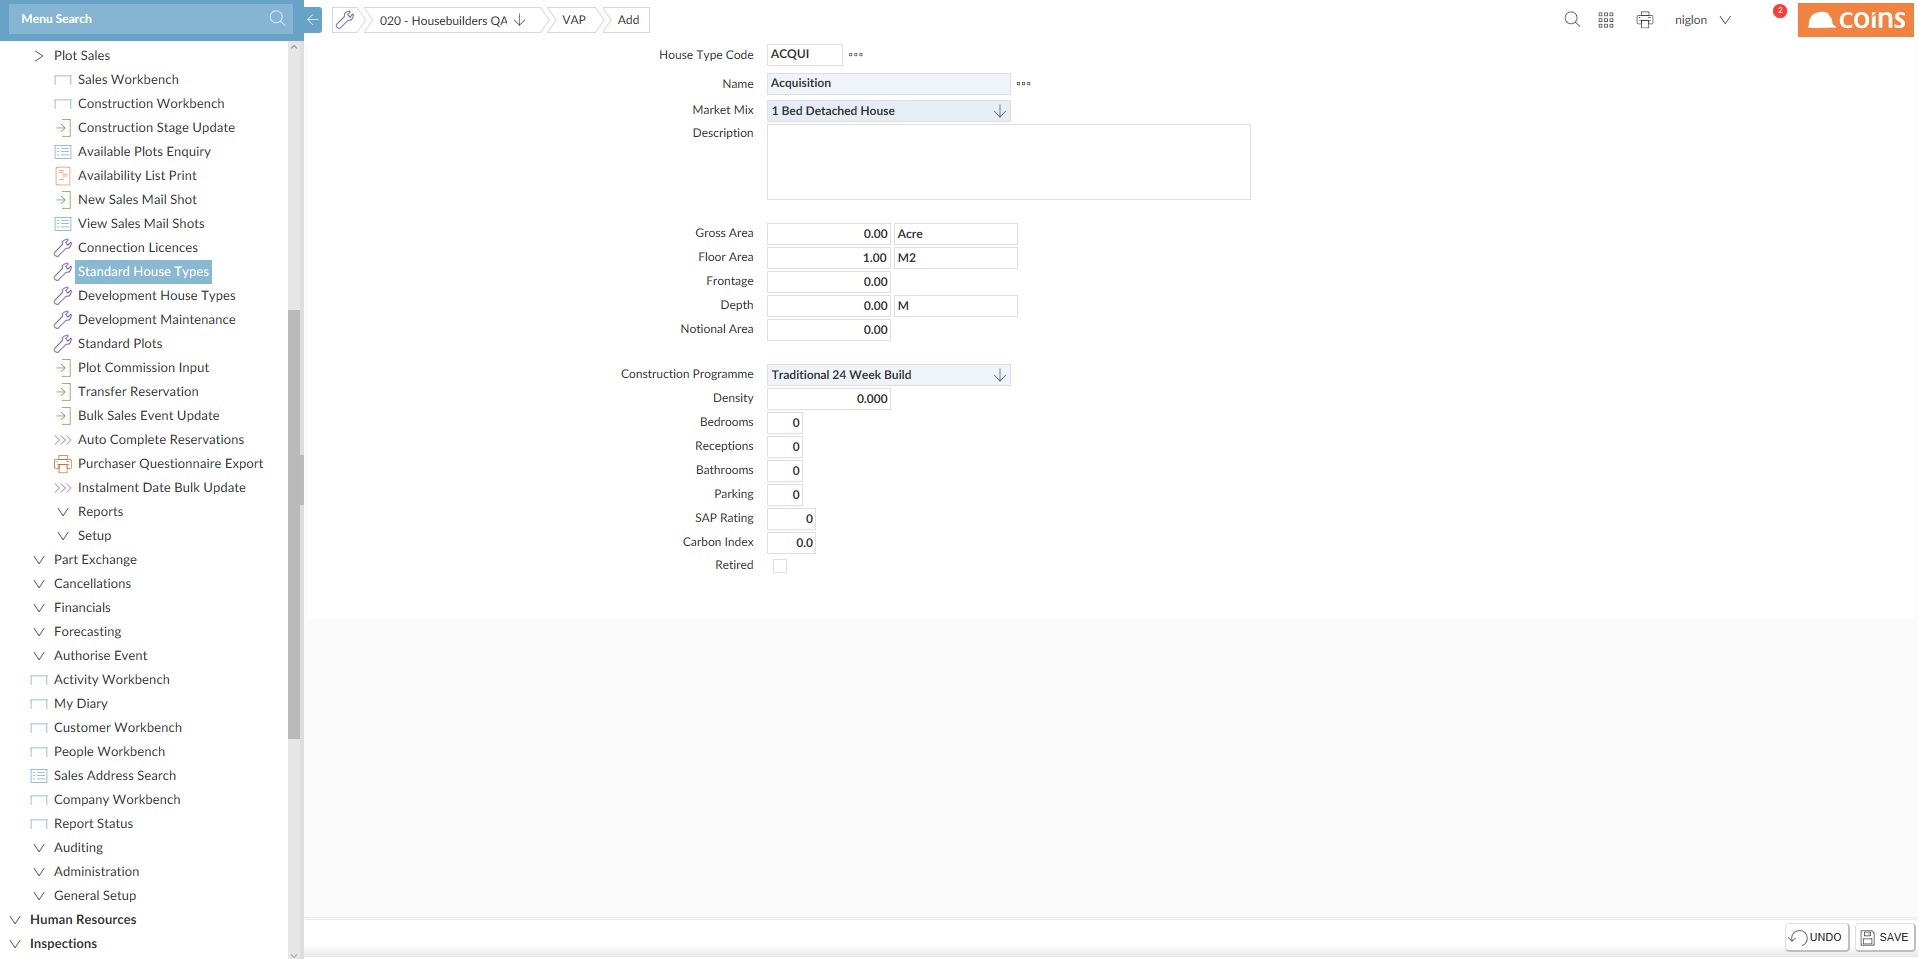 Menu Search
020 - Housebuilders QA
VAP
Add
niglon
2
coins
Plot Sales
Sales Workbench
Construction Workbench
Construction Stage Update
Available Plots Enquiry
Availability List Print
New Sales Mail Shot
View Sales Mail Shots
Connection Licences
Standard House Types
Development House Types
Development Maintenance
Standard Plots
Plot Commission Input
Transfer Reservation
Bulk Sales Event Update
Auto Complete Reservations
Purchaser Questionnaire Export
Instalment Date Bulk Update
Reports
Setup
Part Exchange
Cancellations
Financials
Forecasting
Authorise Event
Activity Workbench
My Diary
Customer Workbench
People Workbench
Sales Address Search
Company Workbench
Report Status
Auditing
Administration
General Setup
Human Resources
Inspections
House Type Code ACQUI
Name Acquisition
Market Mix 1 Bed Detached House
Description
Gross Area 0.00 Acre
Floor Area 1.00 M2
Frontage 0.00
Depth 0.00 M
Notional Area 0.00
Construction Programme Traditional 24 Week Build
Density 0.000
Bedrooms 0
Receptions 0
Bathrooms 0
Parking 0
SAP Rating 0
Carbon Index 0.0
Retired
UNDO
SAVE